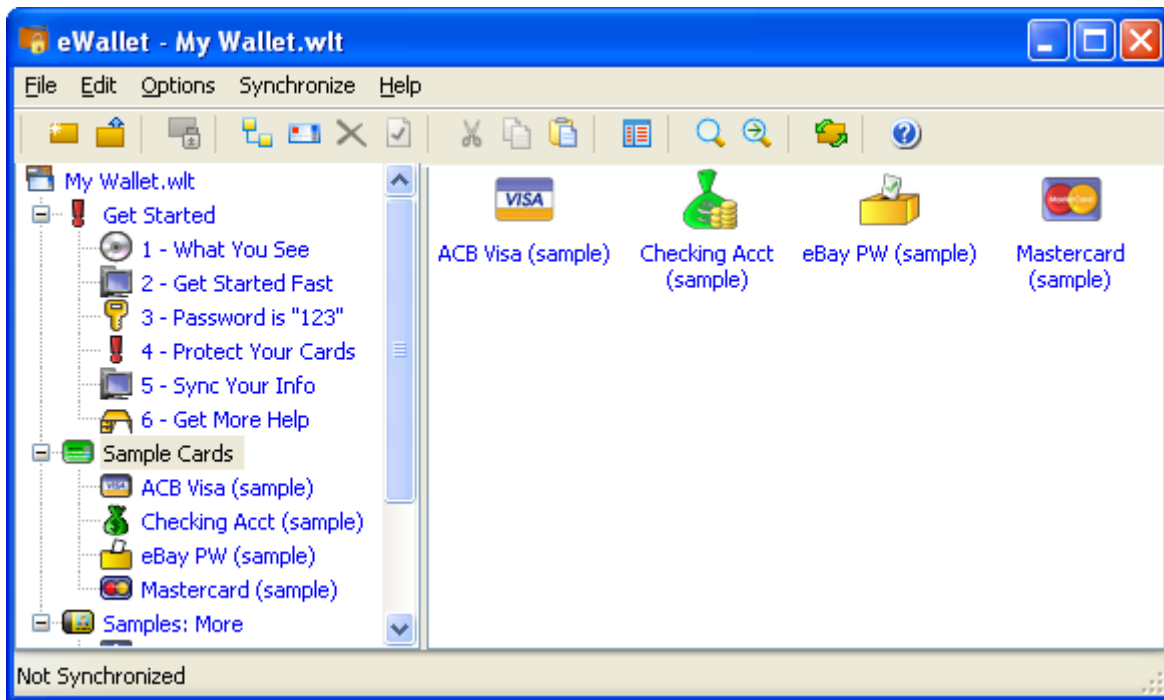 eWallet - My Wallet.wlt
File Edit Options Synchronize Help
My Wallet.wlt
Get Started
1 - What You See
2 - Get Started Fast
3 - Password is "123"
4 - Protect Your Cards
5 - Sync Your Info
6 - Get More Help
Sample Cards
ACB Visa (sample)
Checking Acct (sample)
eBay PW (sample)
Mastercard (sample)
Samples: More
VISA
ACB Visa (sample)
Checking Acct
(sample)
eBay PW (sample)
MasterCard
Mastercard
(sample)
Not Synchronized